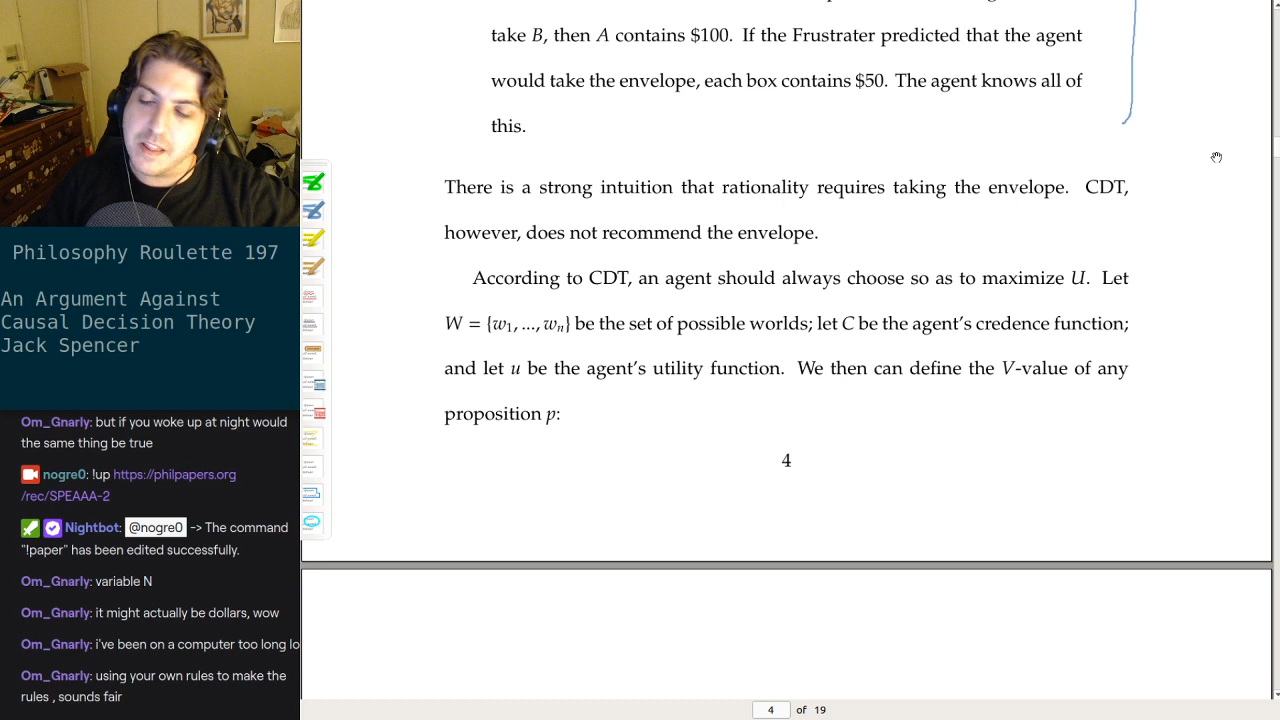 take B, then A contains $100. If the Frustrater predicted that the agent
would take the envelope, each box contains $50. The agent knows all of
this.
There is a strong intuition that rationality requires taking the envelope. CDT,
however, does not recommend the envelope.
According to CDT, an agent should always choose so as to maximize U. Let
W = {w1, ..., wn} be the set of possible worlds; let C be the agent's credence function;
and let u be the agent's utility function. We then can define the V-value of any
proposition p:
4
4 of 19
Philosophy Roulette 197
An Argument Against
Causal Decision Theory
Jack Spencer
Om_Gnarly: but if you woke up at night would
the same thing be true
nogre0: !up https://philpapers.org
/rec/SPEAAA-2
Nightbot: @nogre0 -> The command
"!paper" has been edited successfully.
Om_Gnarly: variable N
Om_Gnarly: it might actually be dollars, wow
Om_Gnarly: i've been on a computer too long lo
Om_Gnarly: using your own rules to make the
rules , sounds fair